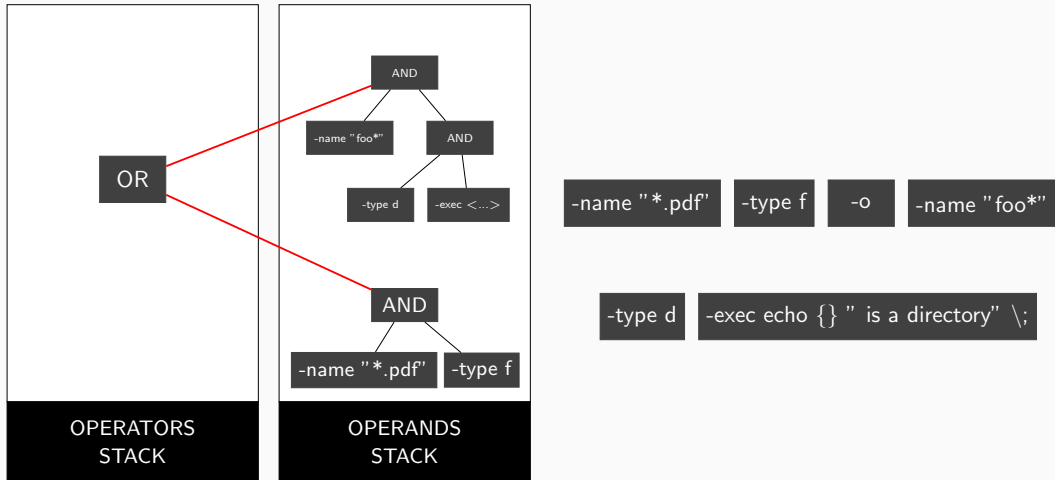 AND
-name "foo*"
AND
-type d
-exec <...>
OR
AND
-name "*.pdf"
-type f
OPERATORS
STACK
OPERANDS
STACK
-name "*.pdf" -type f -o -name "foo*"
-type d -exec echo {} " is a directory" \;